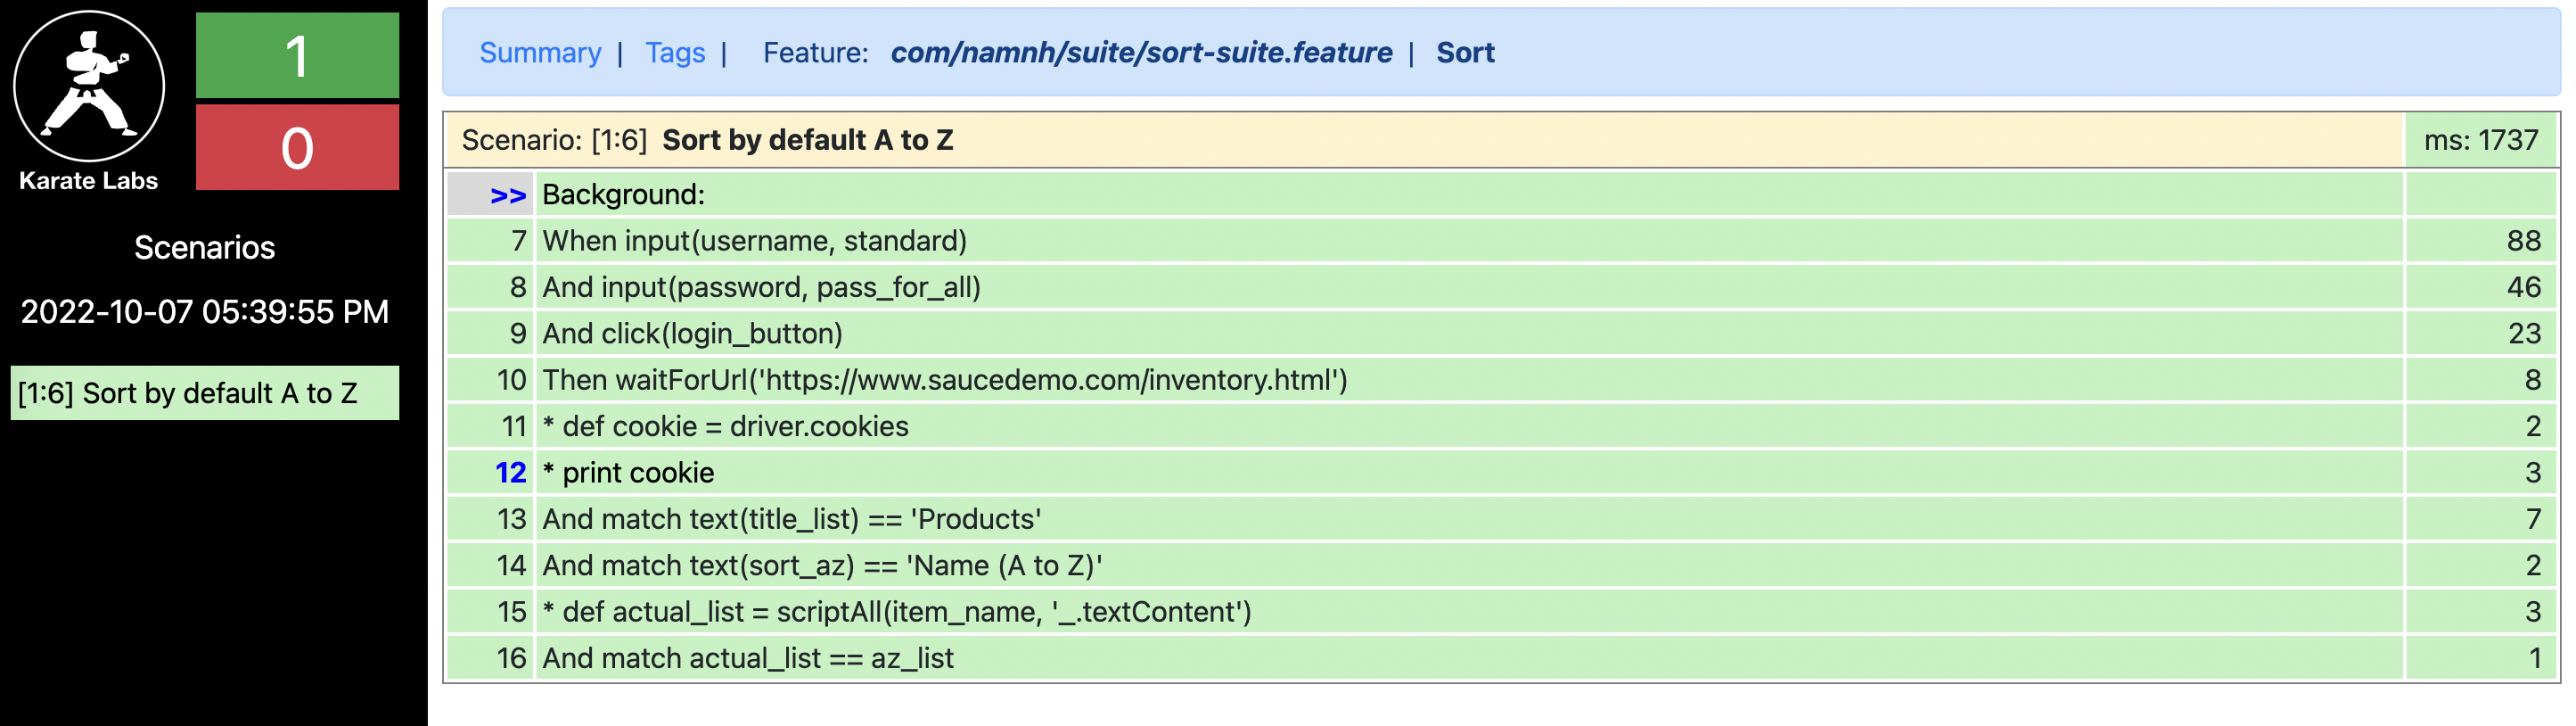 1
0
Karate Labs
Scenarios
2022-10-07 05:39:55 PM
[1:6] Sort by default A to Z
Summary | Tags | Feature: com/namnh/suite/sort-suite.feature | Sort
Scenario: [1:6] Sort by default A to Z ms: 1737
>> Background:
7 When input(username, standard) 88
8 And input(password, pass_for_all) 46
9 And click(login_button) 23
10 Then waitForUrl('https://www.saucedemo.com/inventory.html') 8
11 * def cookie = driver.cookies 2
12 * print cookie 3
13 And match text(title_list) == 'Products' 7
14 And match text(sort_az) == 'Name (A to Z)' 2
15 * def actual_list = scriptAll(item_name, '_.textContent') 3
16 And match actual_list == az_list 1